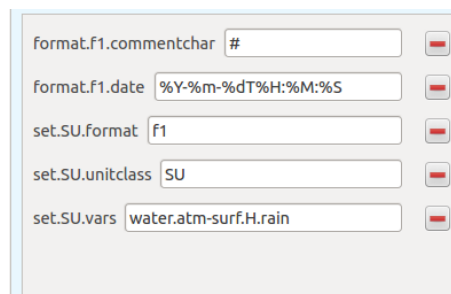 format.f1.commentchar #
format.f1.date %Y-%m-%dT%H:%M:%S
set.SU.format f1
set.SU.unitclass SU
set.SU.vars water.atm-surf.H.rain